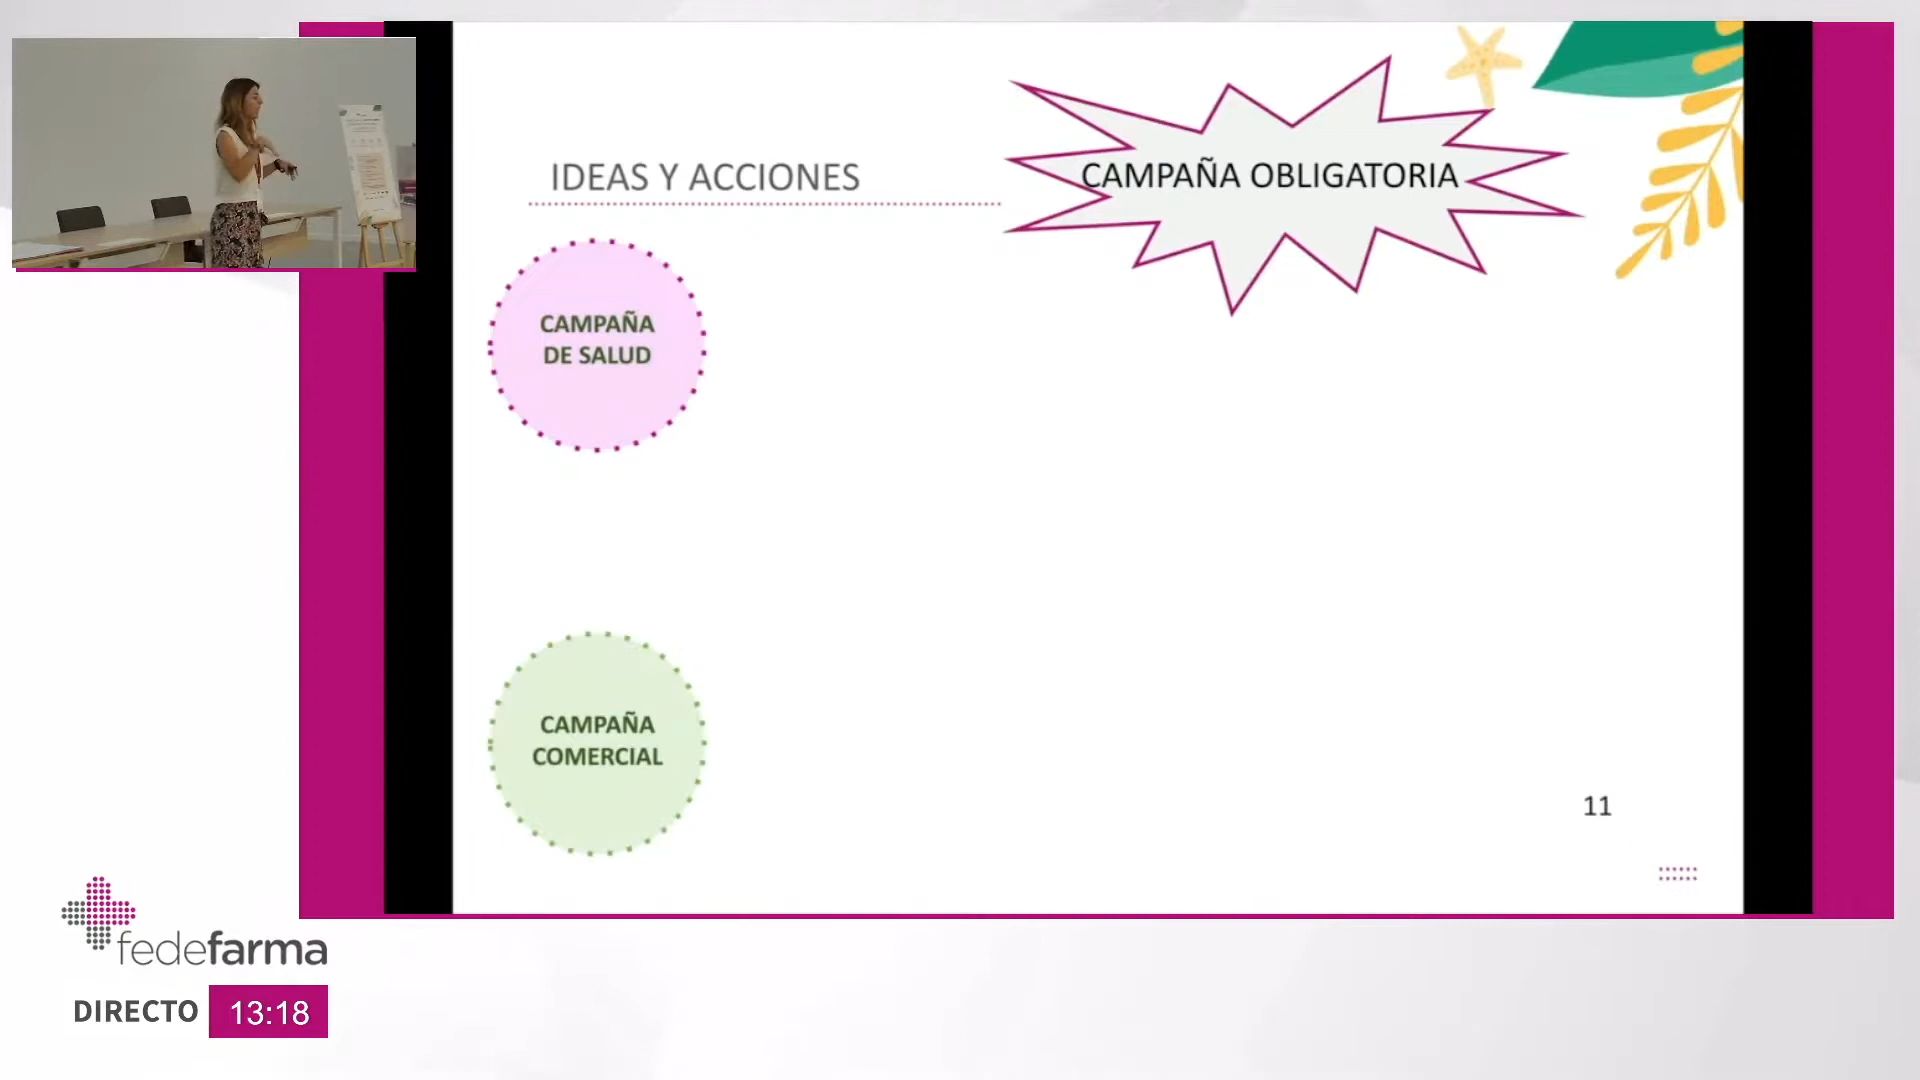 IDEAS Y ACCIONES
CAMPAÑA OBLIGATORIA
CAMPAÑA
DE SALUD
CAMPAÑA
COMERCIAL
11
fedefarma
DIRECTO 13:18